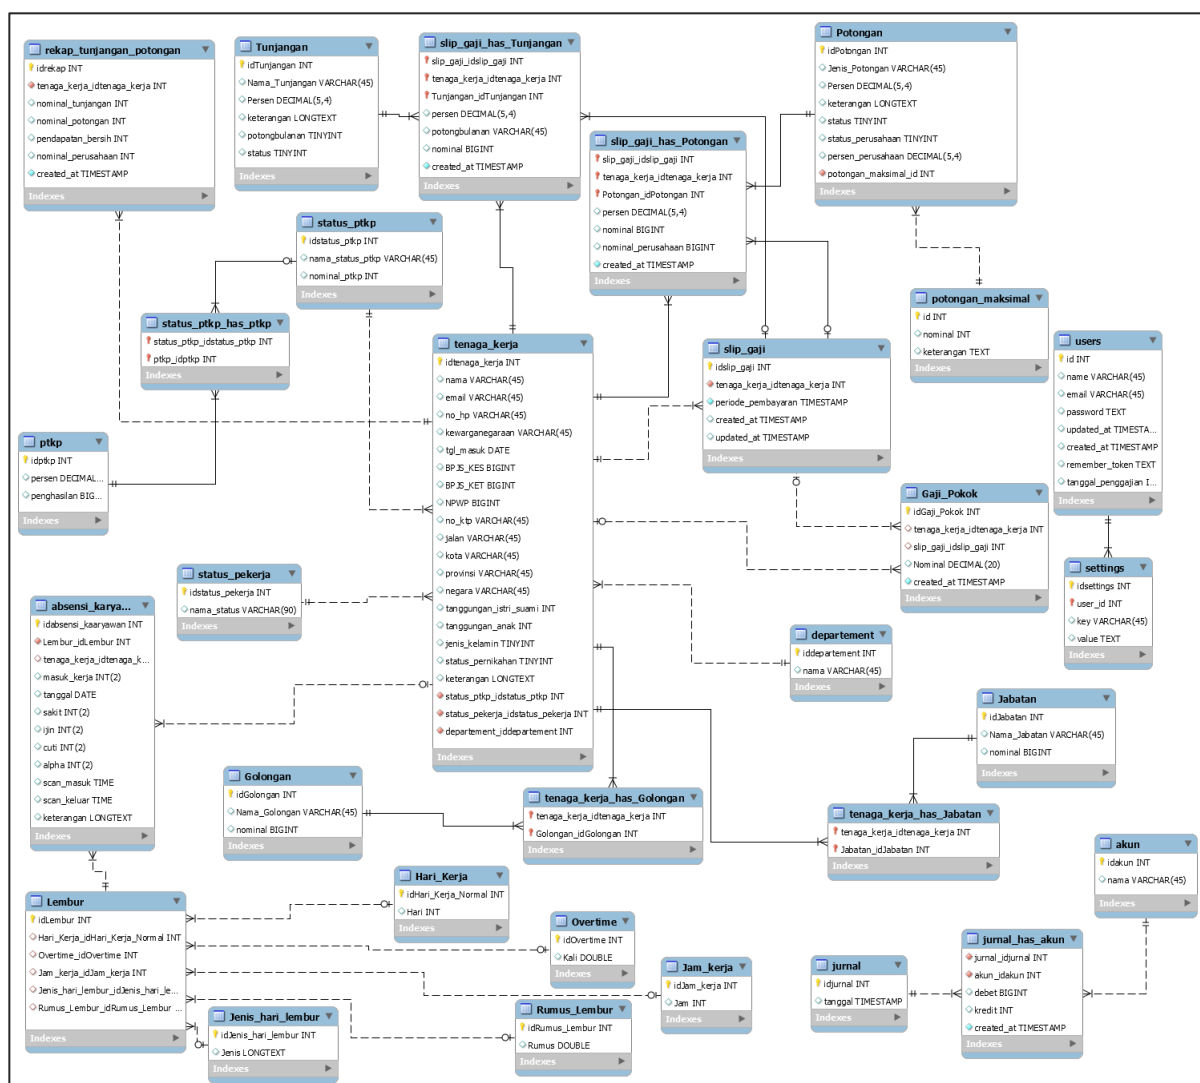 rekap_tunjangan_potongan
idrekap INT
tenaga_kerja_idtenaga_kerja INT
nominal_tunjangan INT
nominal_potongan INT
pendapatan_bersih INT
nominal_perusahaan INT
created_at TIMESTAMP
Indexes
Tunjangan
idTunjangan INT
Nama_Tunjangan VARCHAR(45)
Persen DECIMAL(5,4)
keterangan LONGTEXT
potongbulanan TINYINT
status TINYINT
Indexes
slip_gaji_has_Tunjangan
slip_gaji_idslip_gaji INT
tenaga_kerja_idtenaga_kerja INT
Tunjangan_idTunjangan INT
persen DECIMAL(5,4)
potongbulanan VARCHAR(45)
nominal BIGINT
created_at TIMESTAMP
Indexes
slip_gaji_has_Potongan
slip_gaji_idslip_gaji INT
tenaga_kerja_idtenaga_kerja INT
Potongan_idPotongan INT
persen DECIMAL(5,4)
nominal BIGINT
nominal_perusahaan BIGINT
created_at TIMESTAMP
Indexes
Potongan
idPotongan INT
Jenis_Potongan VARCHAR(45)
Persen DECIMAL(5,4)
keterangan LONGTEXT
status TINYINT
status_perusahaan TINYINT
persen_perusahaan DECIMAL(5,4)
potongan_maksimal_id INT
Indexes
status_ptkp
idstatus_ptkp INT
nama_status_ptkp VARCHAR(45)
nominal_ptkp INT
Indexes
status_ptkp_has_ptkp
status_ptkp_idstatus_ptkp INT
ptkp_idptkp INT
Indexes
ptkp
idptkp INT
persen DECIMAL...
penghasilan BIG...
Indexes
tenaga_kerja
idtenaga_kerja INT
nama VARCHAR(45)
email VARCHAR(45)
no_hp VARCHAR(45)
kewarganegaraan VARCHAR(45)
tgl_masuk DATE
BPJS_KES BIGINT
BPJS_KET BIGINT
NPWP BIGINT
no_ktp VARCHAR(45)
jalan VARCHAR(45)
kota VARCHAR(45)
provinsi VARCHAR(45)
negara VARCHAR(45)
tanggungan_istri_suami INT
tanggungan_anak INT
jenis_kelamin TINYINT
status_pernikahan TINYINT
keterangan LONGTEXT
status_ptkp_idstatus_ptkp INT
status_pekerja_idstatus_pekerja INT
departement_iddepartement INT
Indexes
slip_gaji
idslip_gaji INT
tenaga_kerja_idtenaga_kerja INT
periode_pembayaran TIMESTAMP
created_at TIMESTAMP
updated_at TIMESTAMP
Indexes
potongan_maksimal
id INT
nominal INT
keterangan TEXT
Indexes
users
id INT
name VARCHAR(45)
email VARCHAR(45)
password TEXT
updated_at TIMESTA...
created_at TIMESTAMP
remember_token TEXT
tanggal_penggajian I...
Indexes
Gaji_Pokok
idGaji_Pokok INT
tenaga_kerja_idtenaga_kerja INT
slip_gaji_idslip_gaji INT
Nominal DECIMAL(20)
created_at TIMESTAMP
Indexes
settings
idsettings INT
user_id INT
key VARCHAR(45)
value TEXT
Indexes
status_pekerja
idstatus_pekerja INT
nama_status VARCHAR(90)
Indexes
absensi_karya...
idabsensi_kaaryawan INT
Lembur_idLembur INT
tenaga_kerja_idtenaga_k...
masuk_kerja INT(2)
tanggal DATE
sakit INT(2)
ijin INT(2)
cuti INT(2)
alpha INT(2)
scan_masuk TIME
scan_keluar TIME
keterangan LONGTEXT
Indexes
departement
iddepartement INT
nama VARCHAR(45)
Indexes
Jabatan
idJabatan INT
Nama_Jabatan VARCHAR(45)
nominal BIGINT
Indexes
Golongan
idGolongan INT
Nama_Golongan VARCHAR(45)
nominal BIGINT
Indexes
tenaga_kerja_has_Golongan
tenaga_kerja_idtenaga_kerja INT
Golongan_idGolongan INT
Indexes
tenaga_kerja_has_Jabatan
tenaga_kerja_idtenaga_kerja INT
Jabatan_idJabatan INT
Indexes
akun
idakun INT
nama VARCHAR(45)
Indexes
Lembur
idLembur INT
Hari_Kerja_idHari_Kerja_Normal INT
Overtime_idOvertime INT
Jam_kerja_idJam_kerja INT
Jenis_hari_lembur_idJenis_hari_le...
Rumus_Lembur_idRumus_Lembur ...
Indexes
Hari_Kerja
idHari_Kerja_Normal INT
Hari INT
Indexes
Overtime
idOvertime INT
Kali DOUBLE
Indexes
Jam_kerja
idJam_kerja INT
Jam INT
Indexes
Jenis_hari_lembur
idJenis_hari_lembur INT
Jenis LONGTEXT
Indexes
Rumus_Lembur
idRumus_Lembur INT
Rumus DOUBLE
Indexes
jurnal
idjurnal INT
tanggal TIMESTAMP
Indexes
jurnal_has_akun
jurnal_idjurnal INT
akun_idakun INT
debet BIGINT
kredit INT
created_at TIMESTAMP
Indexes